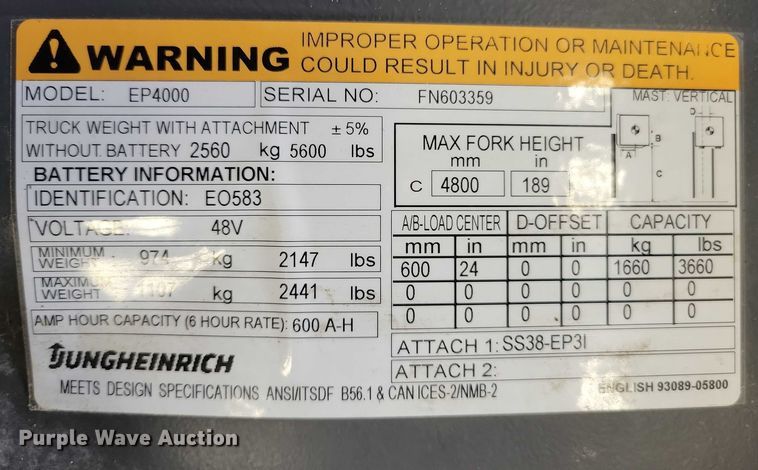 WARNING
IMPROPER OPERATION OR MAINTENANCE
COULD RESULT IN INJURY OR DEATH.
MODEL: EP4000
SERIAL NO: FN603359
MAST: VERTICAL
TRUCK WEIGHT WITH ATTACHMENT ± 5%
WITHOUT BATTERY 2560 kg 5600 lbs
BATTERY INFORMATION:
IDENTIFICATION: EO583
VOLTAGE: 48V
MINIMUM WEIGHT 974 kg 2147 lbs
MAXIMUM WEIGHT 1107 kg 2441 lbs
AMP HOUR CAPACITY (6 HOUR RATE): 600 A-H
MAX FORK HEIGHT
mm in
C 4800 189
D
A
B
C
A/B-LOAD CENTER D-OFFSET CAPACITY
mm in mm in kg lbs
600 24 0 0 1660 3660
0 0 0 0 0 0
0 0 0 0 0 0
ATTACH 1: SS38-EP3I
ATTACH 2:
JUNGHEINRICH
MEETS DESIGN SPECIFICATIONS ANSI/ITSDF B56.1 & CAN ICES-2/NMB-2
ENGLISH 93089-05800
Purple Wave Auction